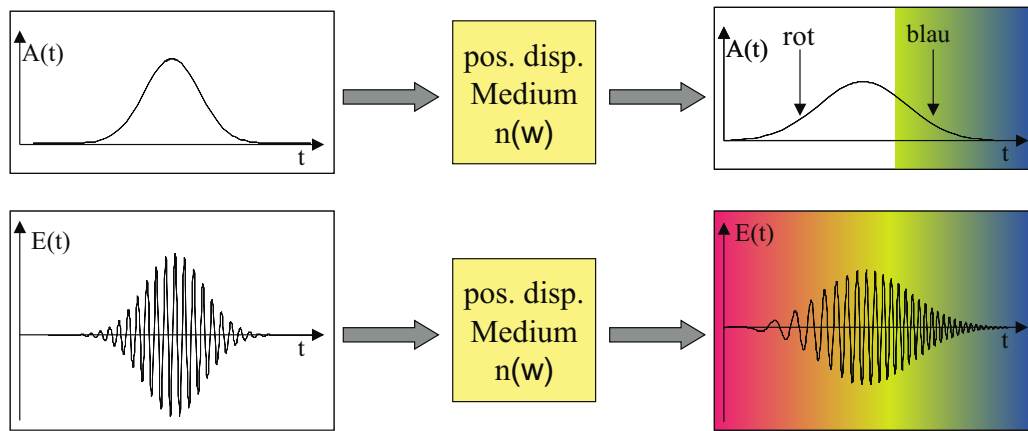 A(t)
t
pos. disp.
Medium
n(w)
rot
blau
A(t)
t
E(t)
t
pos. disp.
Medium
n(w)
E(t)
t